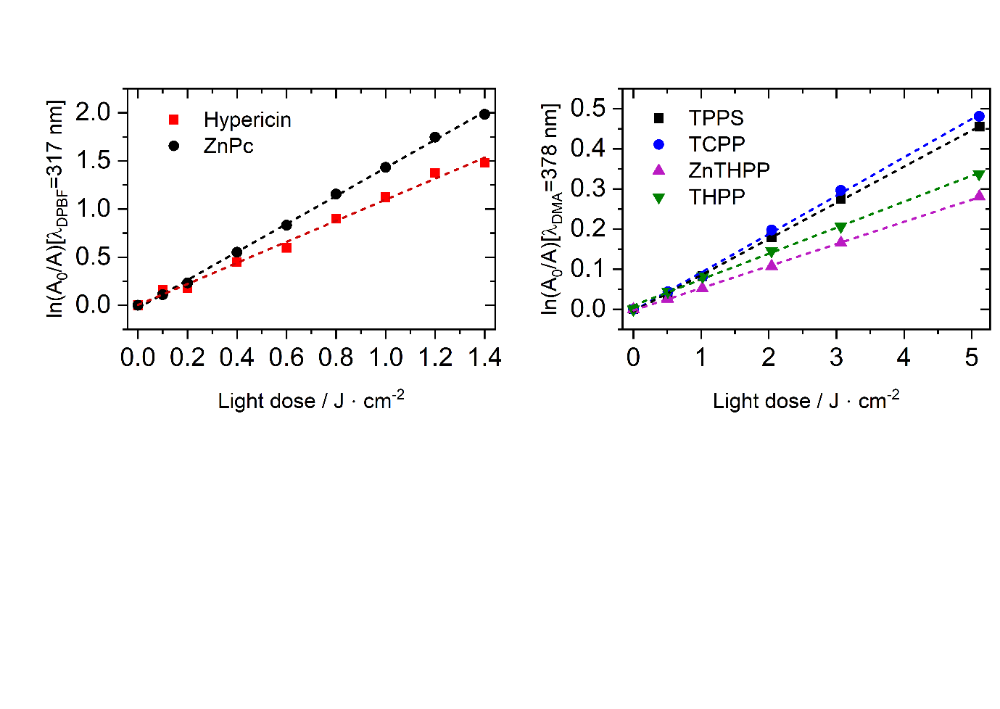 ln(A0/A)[λDPBF=317 nm]
2.0
1.5
1.0
0.5
0.0
Hypericin
ZnPc
0.0 0.2 0.4 0.6 0.8 1.0 1.2 1.4
Light dose / J · cm-2
ln(A0/A)[λDMA=378 nm]
0.5
0.4
0.3
0.2
0.1
0.0
TPPS
TCPP
ZnTHPP
THPP
0 1 2 3 4 5
Light dose / J · cm-2